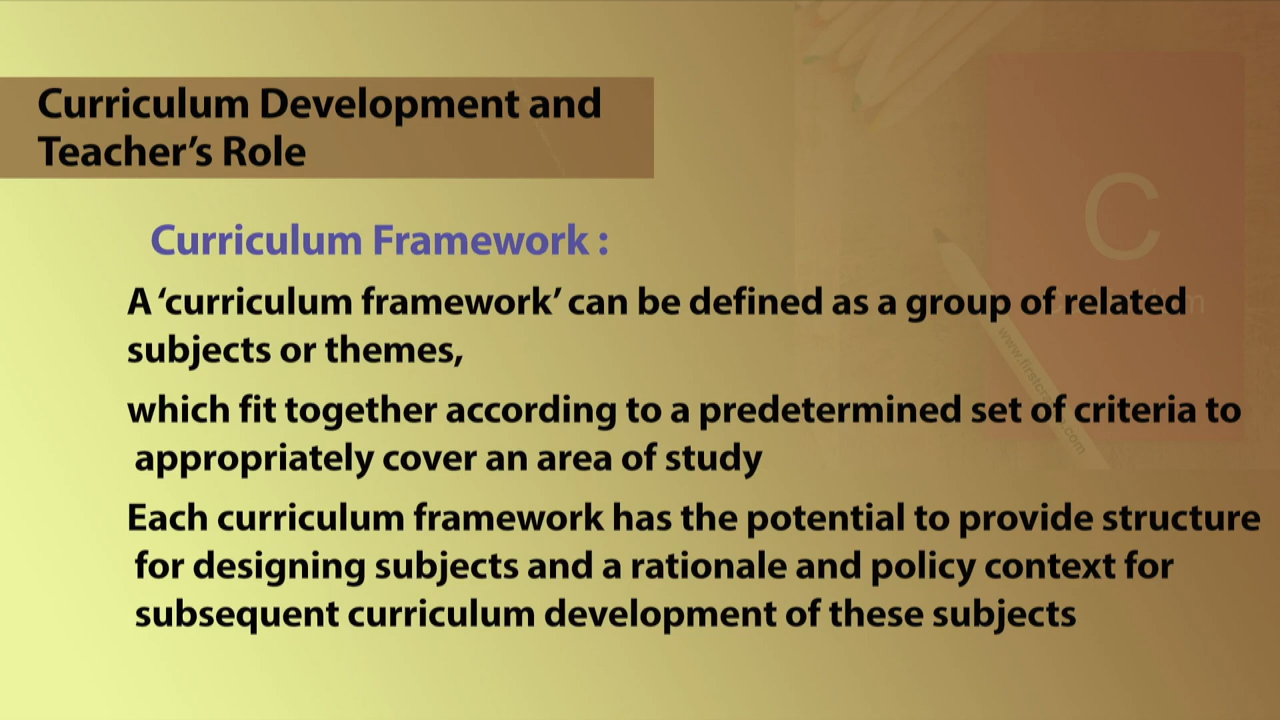 Curriculum Development and
Teacher’s Role
Curriculum Framework :
A ‘curriculum framework’ can be defined as a group of related
subjects or themes,
which fit together according to a predetermined set of criteria to
appropriately cover an area of study
Each curriculum framework has the potential to provide structure
for designing subjects and a rationale and policy context for
subsequent curriculum development of these subjects
C